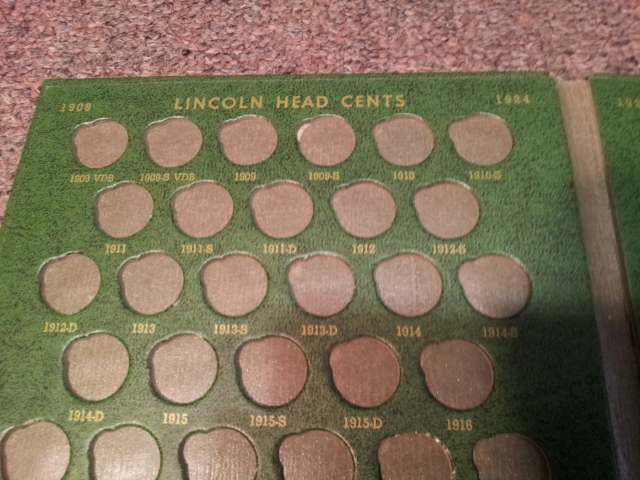 1909 LINCOLN HEAD CENTS 1924
1909 VDB 1909-S VDB 1909 1909-S 1910 1910-S
1911 1911-S 1911-D 1912 1912-S
1912-D 1913 1913-S 1913-D 1914 1914-S
1914-D 1915 1915-S 1915-D 1916